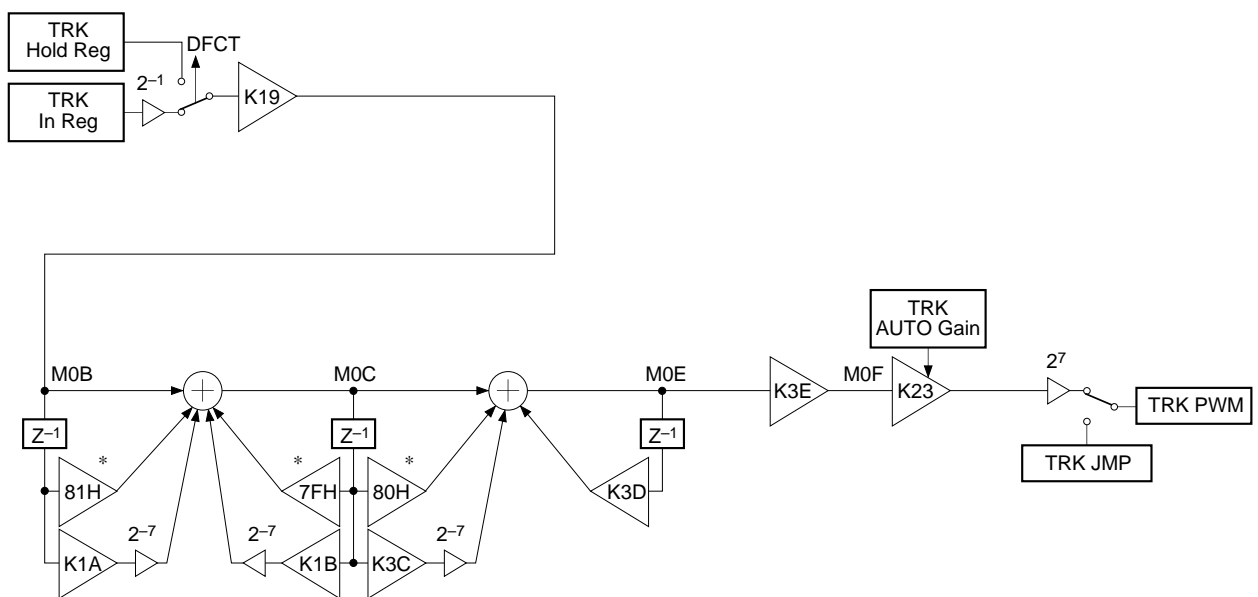 TRK
Hold Reg
DFCT
2–1
TRK
In Reg
K19
TRK
AUTO Gain
M0B
M0C
M0E
K3E
M0F
K23
27
TRK PWM
Z–1
Z–1
Z–1
TRK JMP
*
*
*
81H
7FH
80H
K3D
2–7
2–7
2–7
K1A
K1B
K3C